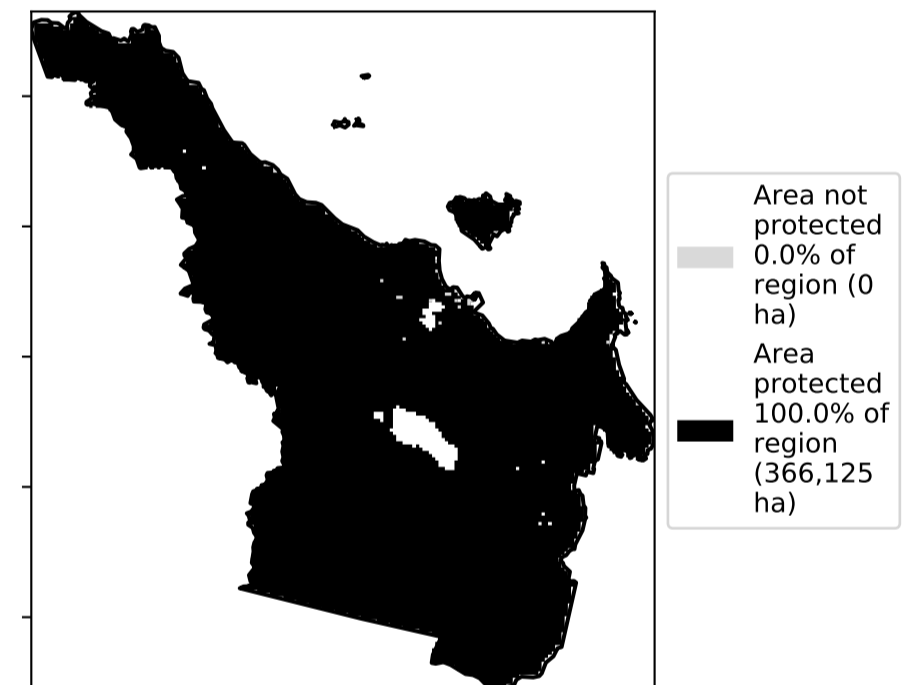 Area not
protected
0.0% of
region (0
ha)
Area
protected
100.0% of
region
(366,125
ha)